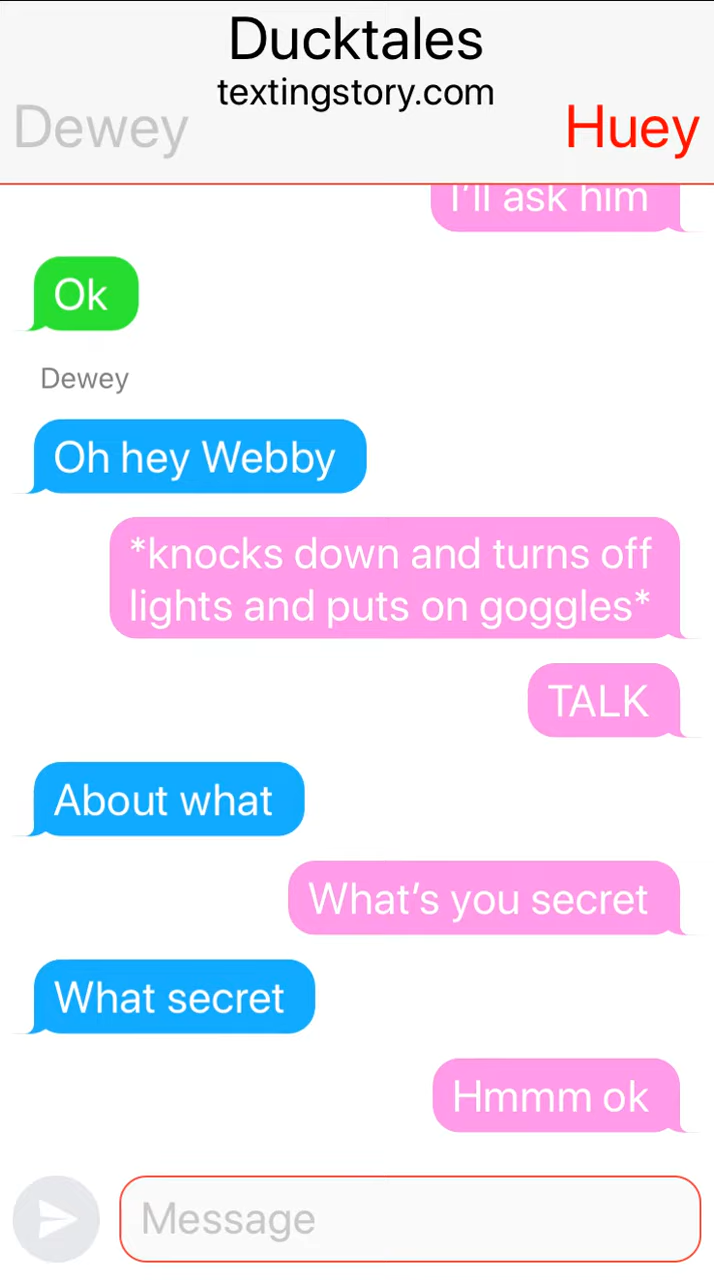 Ducktales
textingstory.com
Dewey
Huey
I'll ask him
Ok
Dewey
Oh hey Webby
*knocks down and turns off
lights and puts on goggles*
TALK
About what
What's you secret
What secret
Hmmm ok
Message